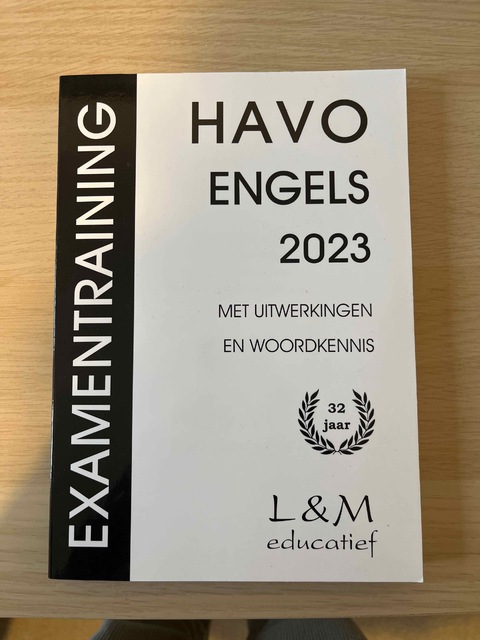 EXAMENTRAINING
HAVO
ENGELS
2023
MET UITWERKINGEN
EN WOORDKENNIS
32
jaar
L & M
educatief